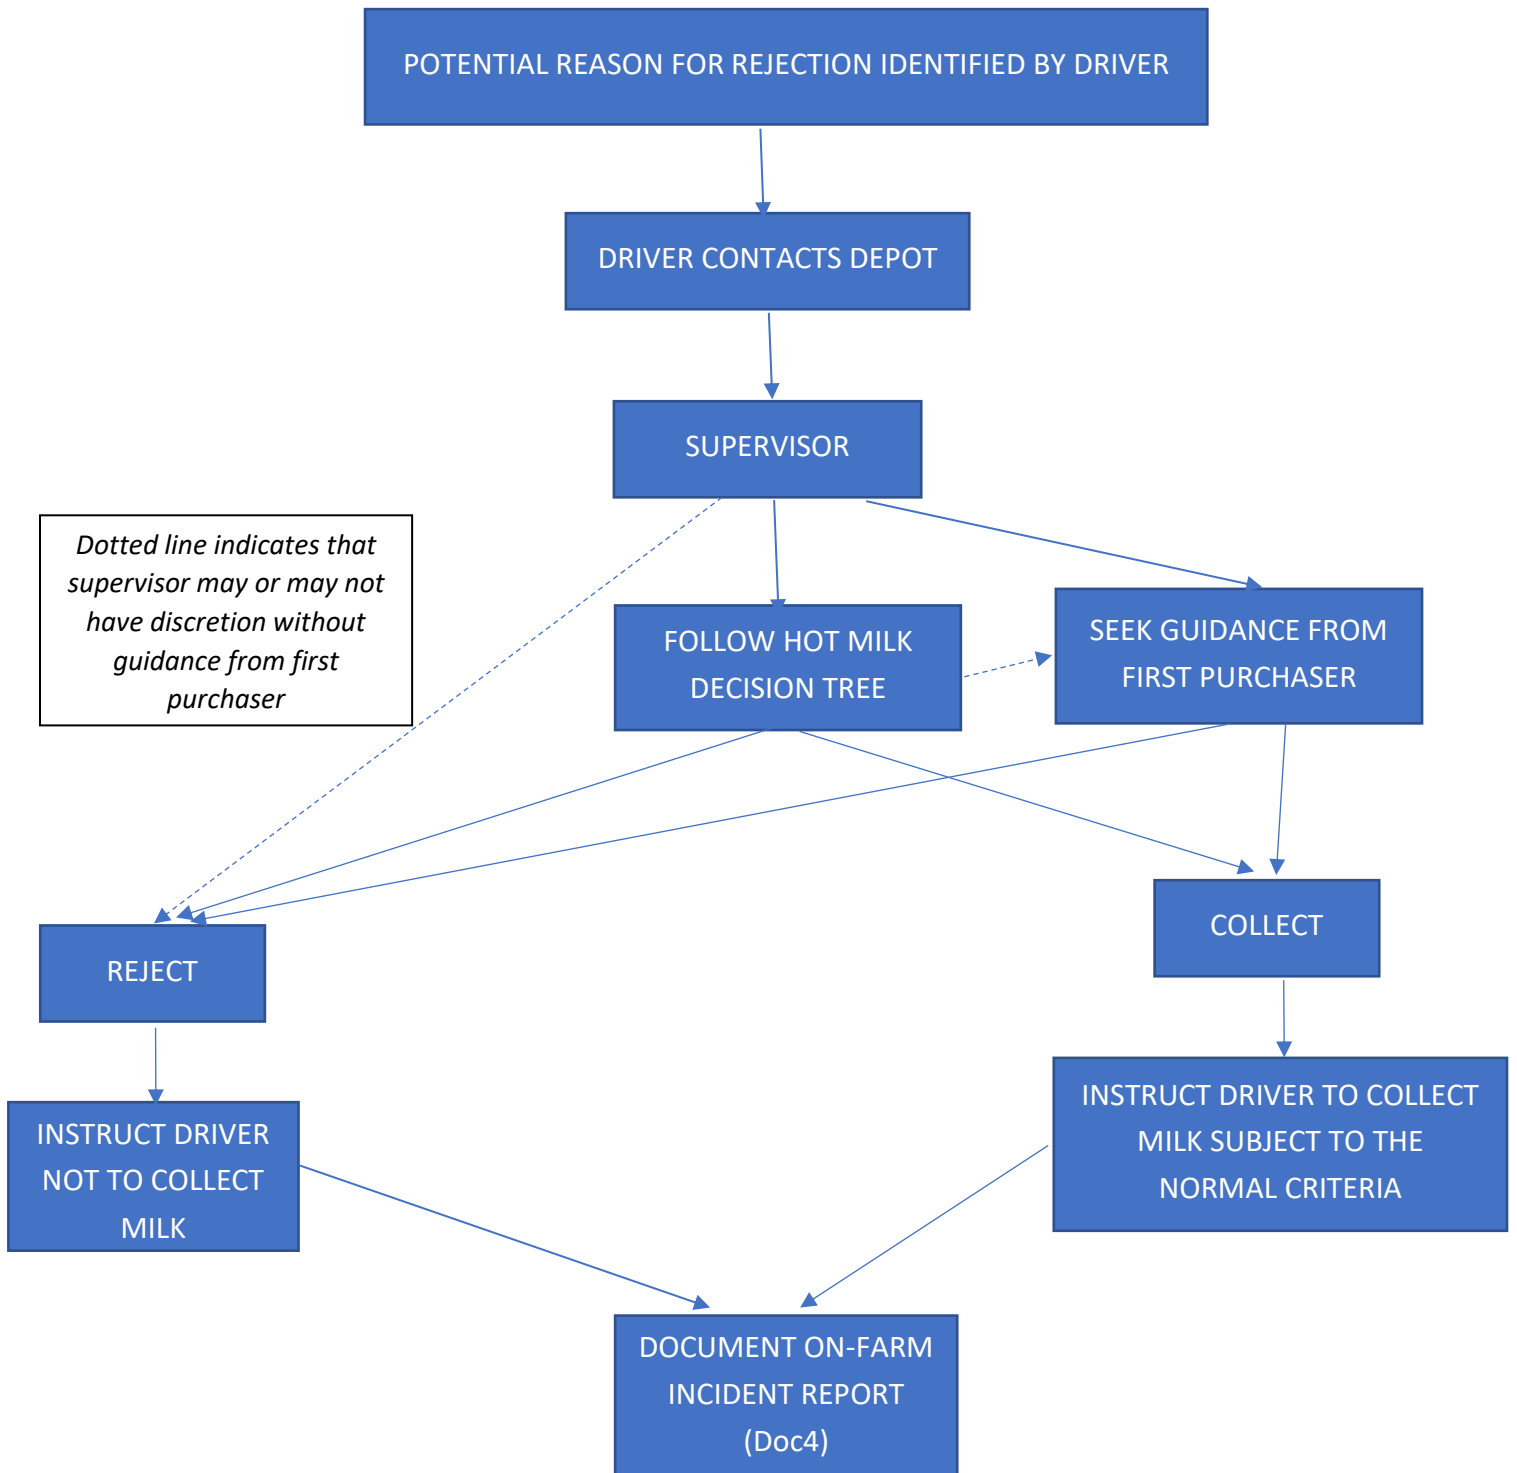 POTENTIAL REASON FOR REJECTION IDENTIFIED BY DRIVER
DRIVER CONTACTS DEPOT
SUPERVISOR
Dotted line indicates that
supervisor may or may not
have discretion without
guidance from first
purchaser
FOLLOW HOT MILK
DECISION TREE
SEEK GUIDANCE FROM
FIRST PURCHASER
REJECT
COLLECT
INSTRUCT DRIVER
NOT TO COLLECT
MILK
INSTRUCT DRIVER TO COLLECT
MILK SUBJECT TO THE
NORMAL CRITERIA
DOCUMENT ON-FARM
INCIDENT REPORT
(Doc4)